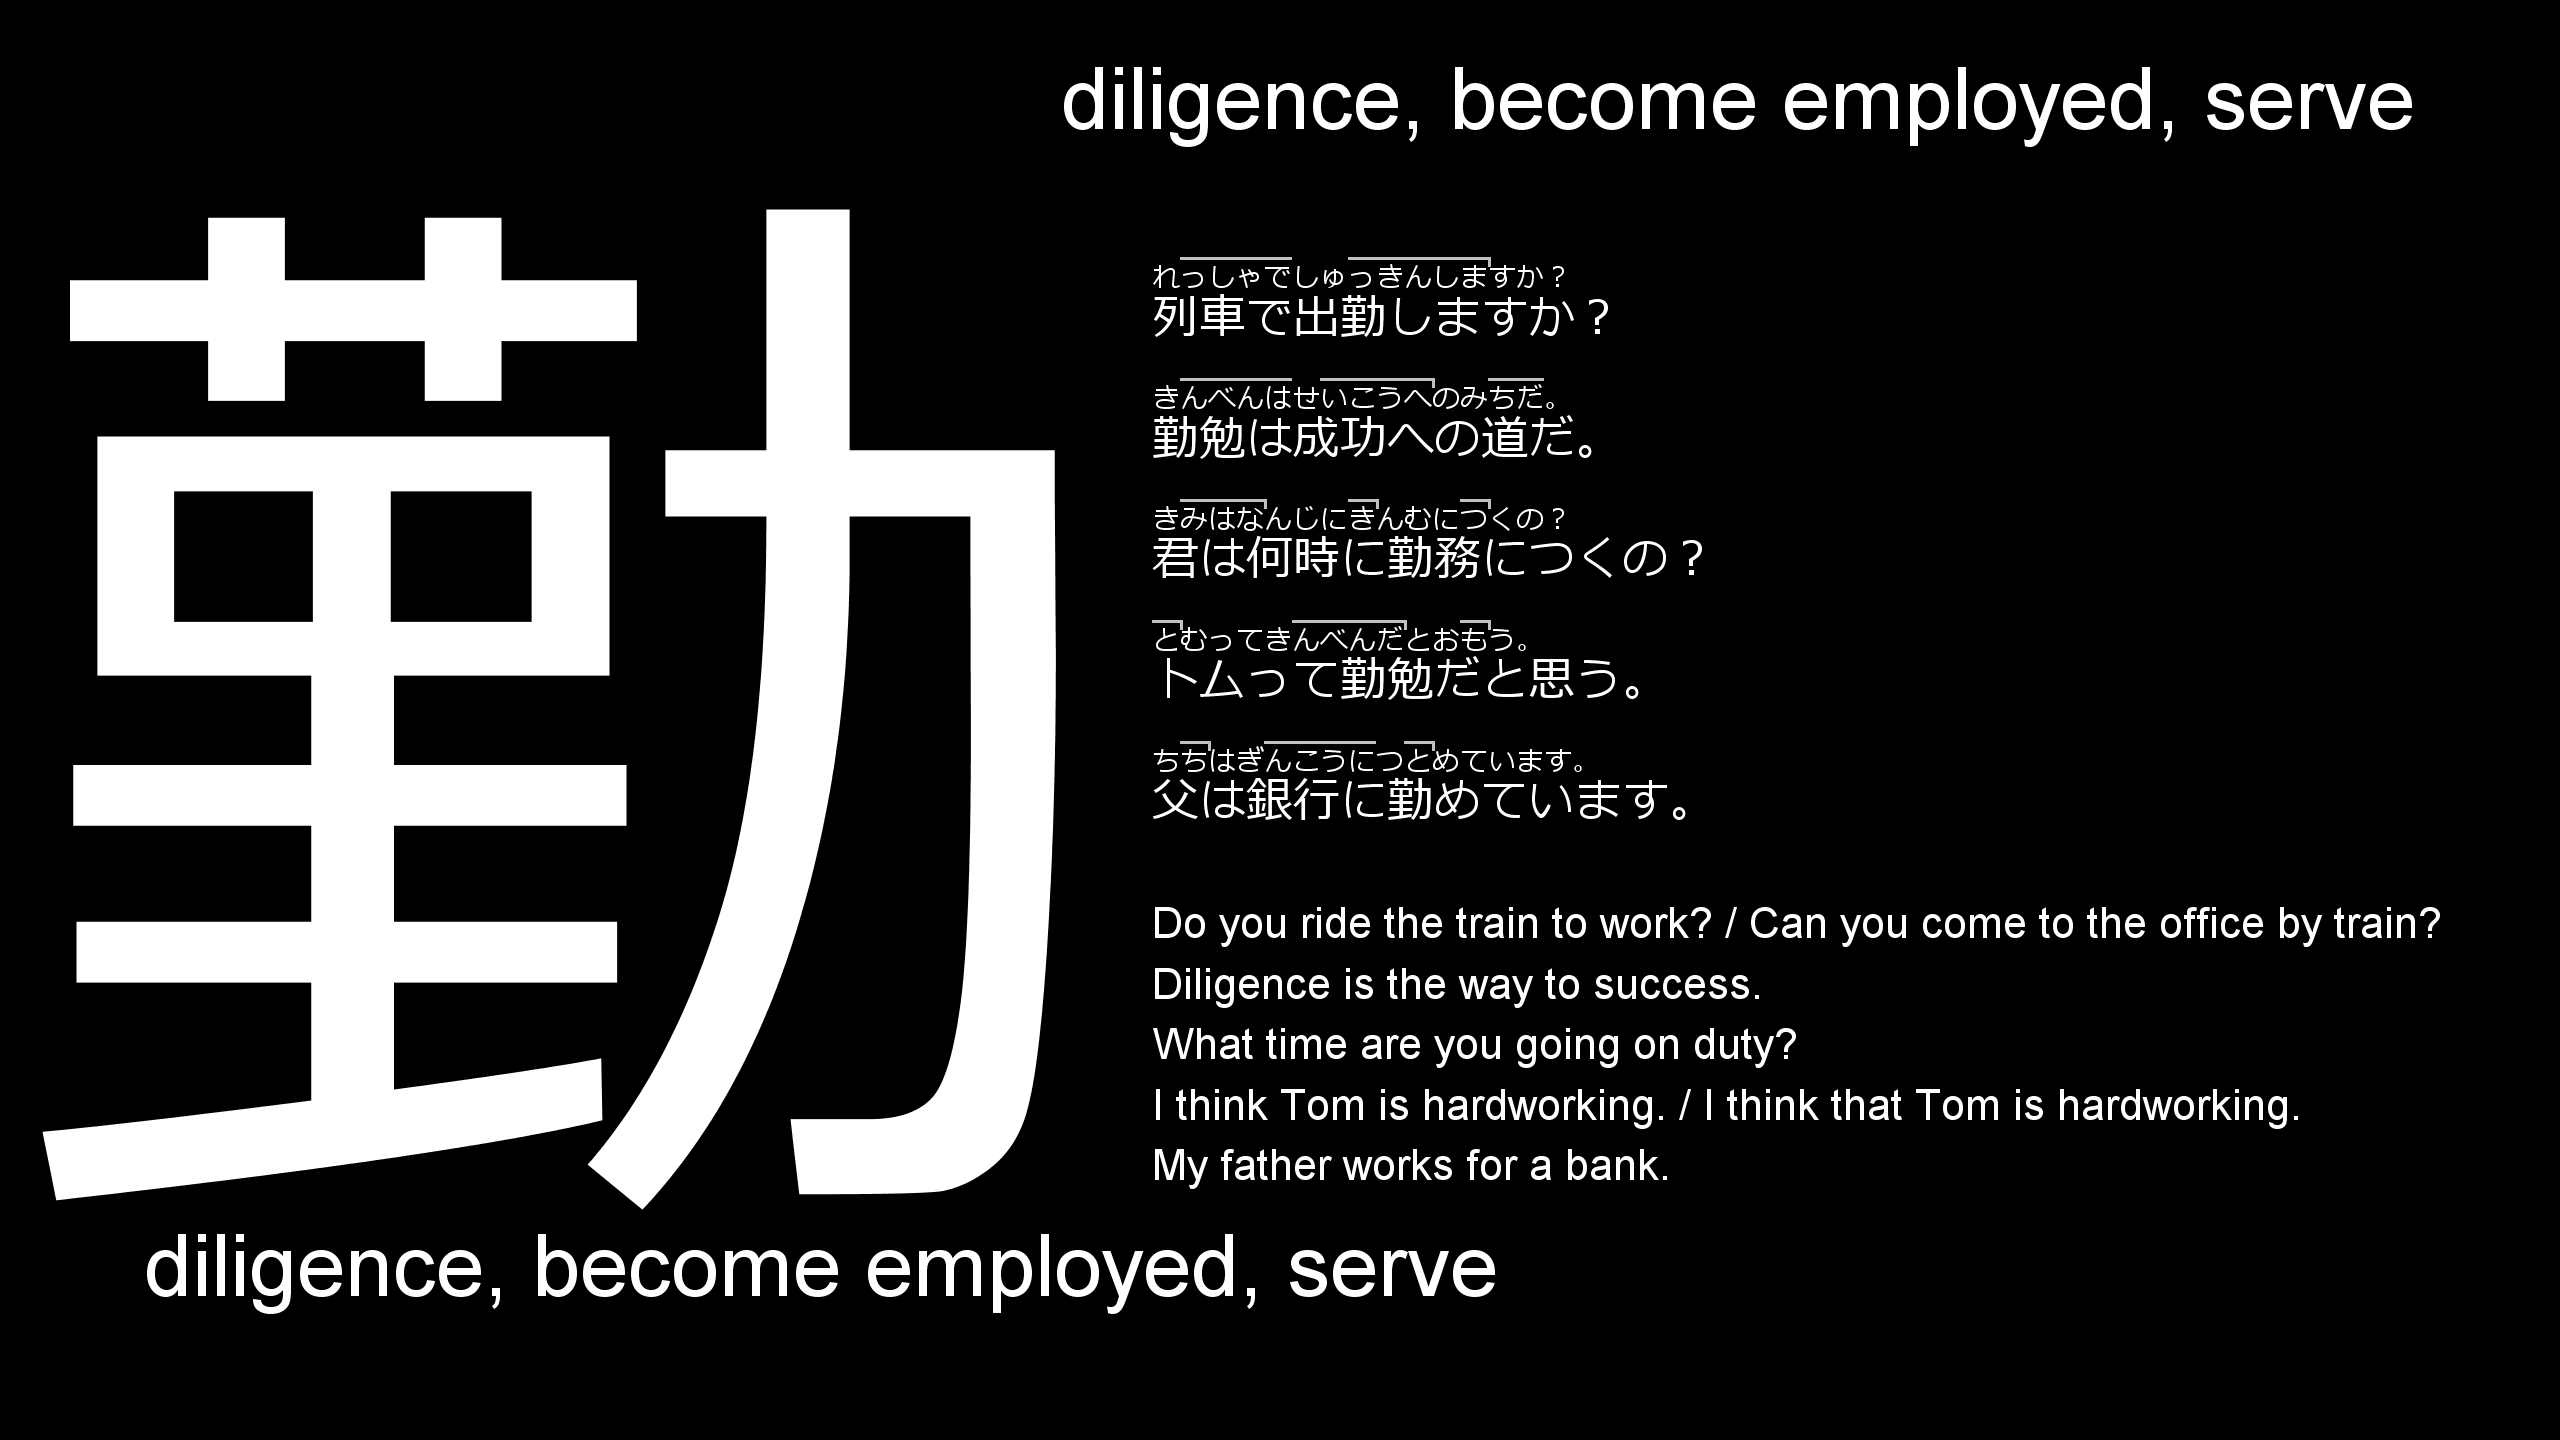 diligence, become employed, serve
勤
れっしゃでしゅっきんしますか？
列車で出勤しますか？
きんべんはせいこうへのみちだ。
勤勉は成功への道だ。
きみはなんじにきんむにつくの？
君は何時に勤務につくの？
とむってきんべんだとおもう。
トムって勤勉だと思う。
ちちはぎんこうにつとめています。
父は銀行に勤めています。
Do you ride the train to work? / Can you come to the office by train?
Diligence is the way to success.
What time are you going on duty?
I think Tom is hardworking. / I think that Tom is hardworking.
My father works for a bank.
diligence, become employed, serve